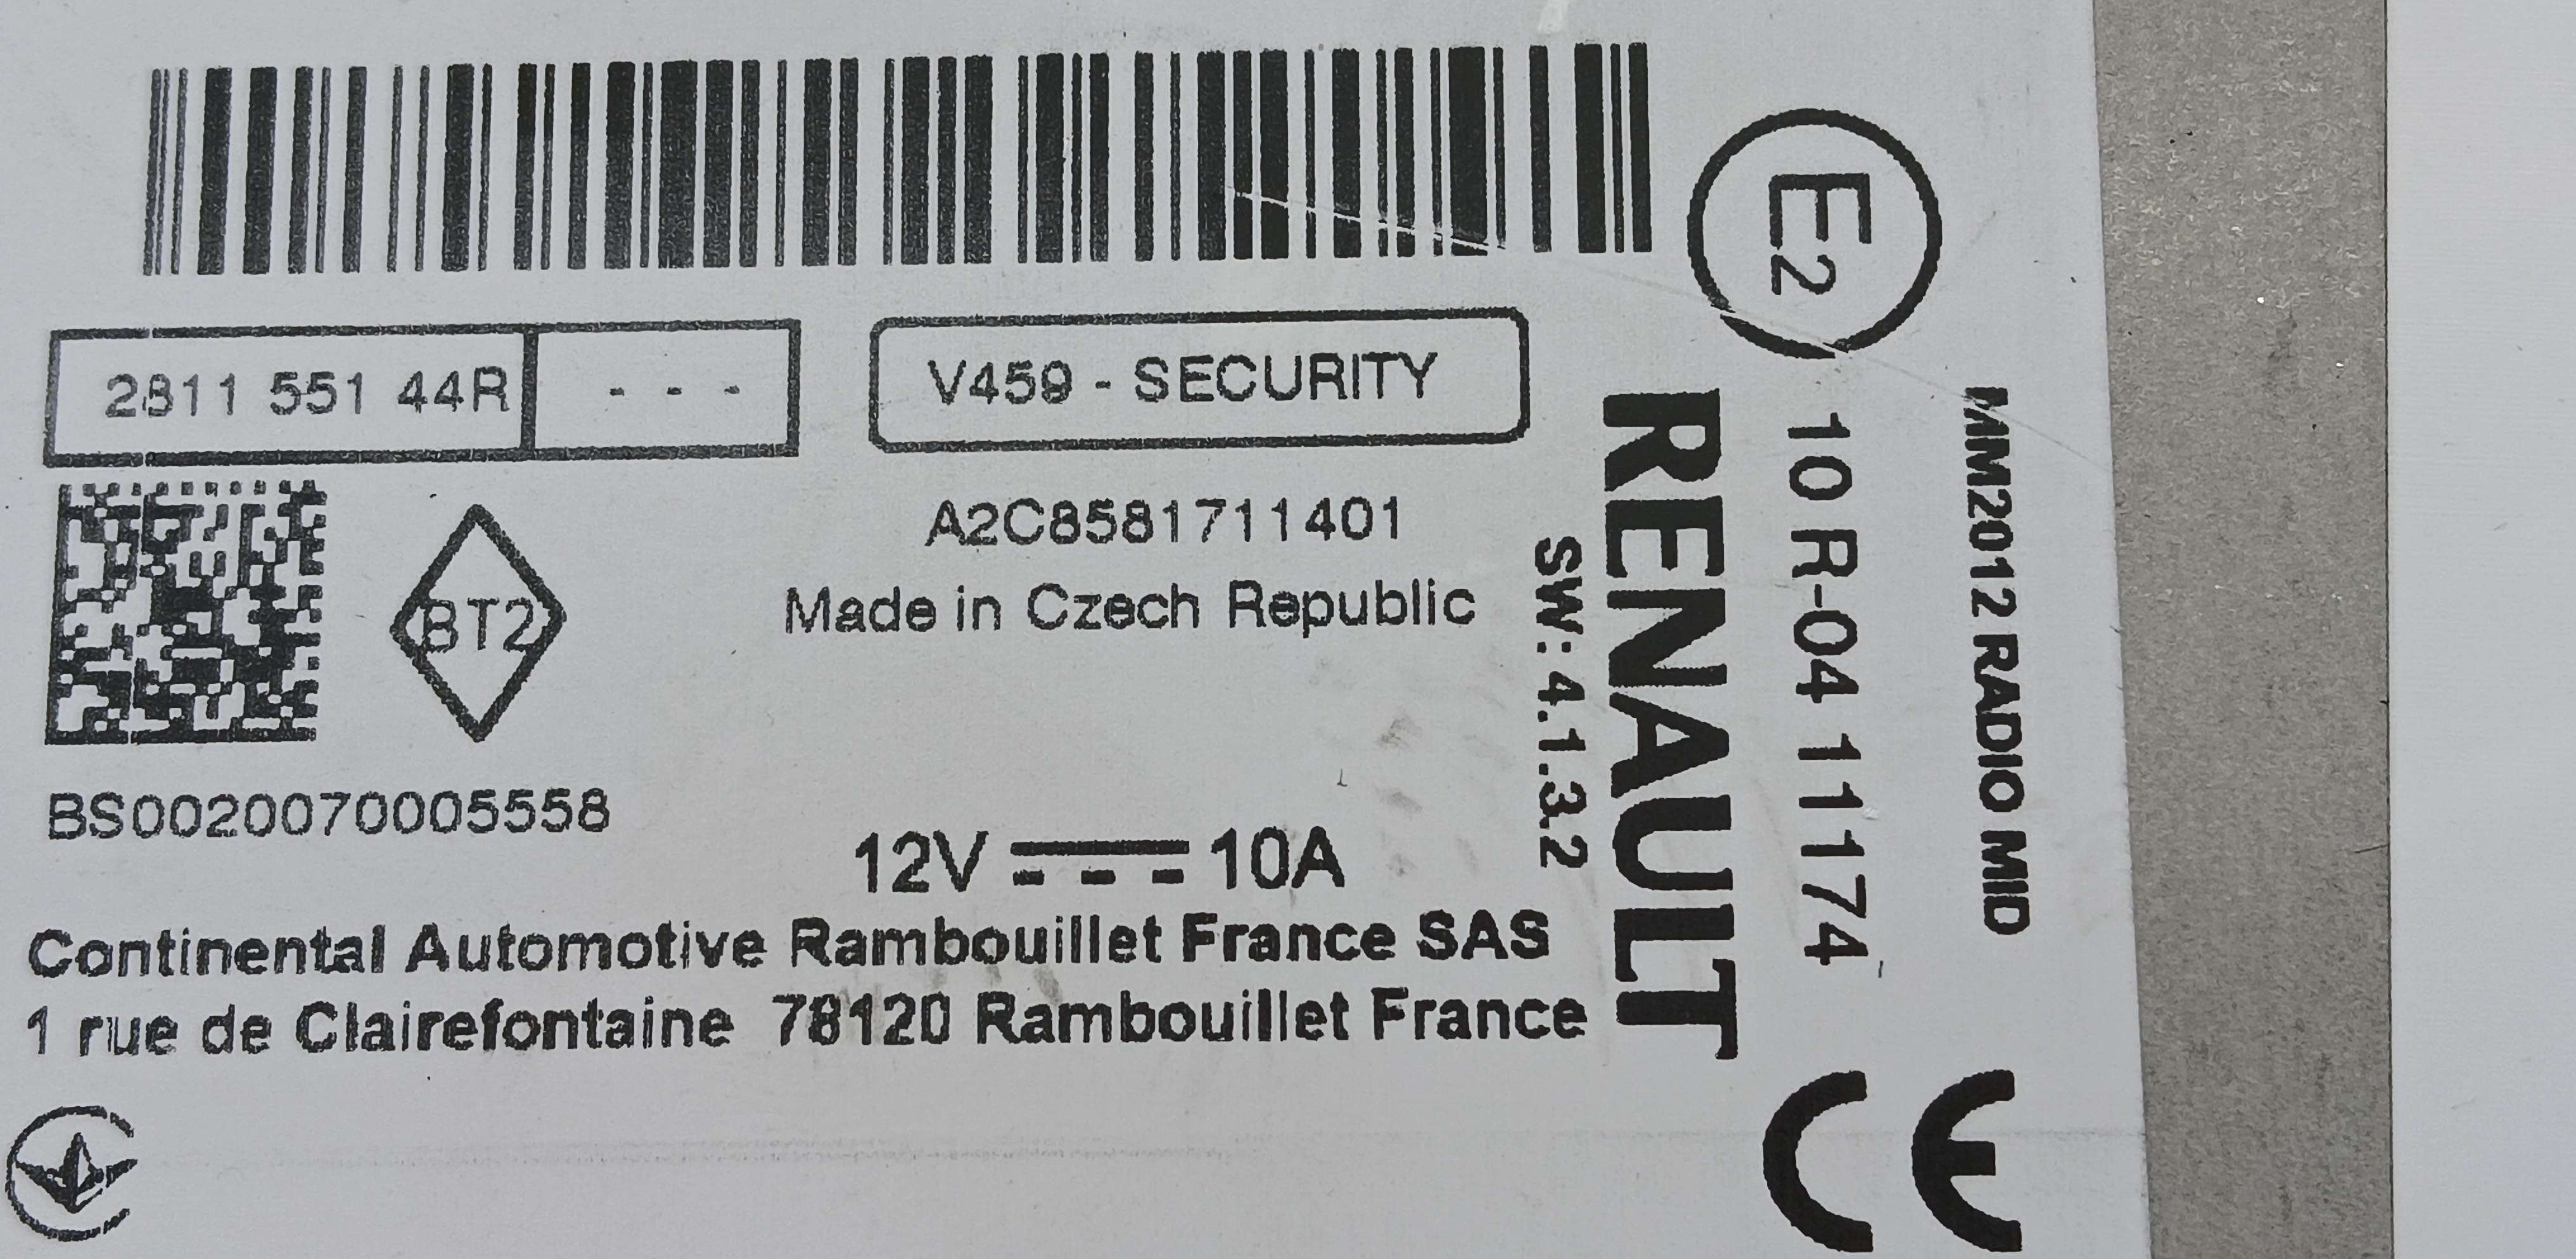 2811 551 44R - - -
V459 - SECURITY
A2C8581711401
Made in Czech Republic
BT2
BS0020070005558
12V 10A
Continental Automotive Rambouillet France SAS
1 rue de Clairefontaine 78120 Rambouillet France
SW: 4.1.3.2
RENAULT
E2
10 R-04 11174
MM2012 RADIO MID
CE